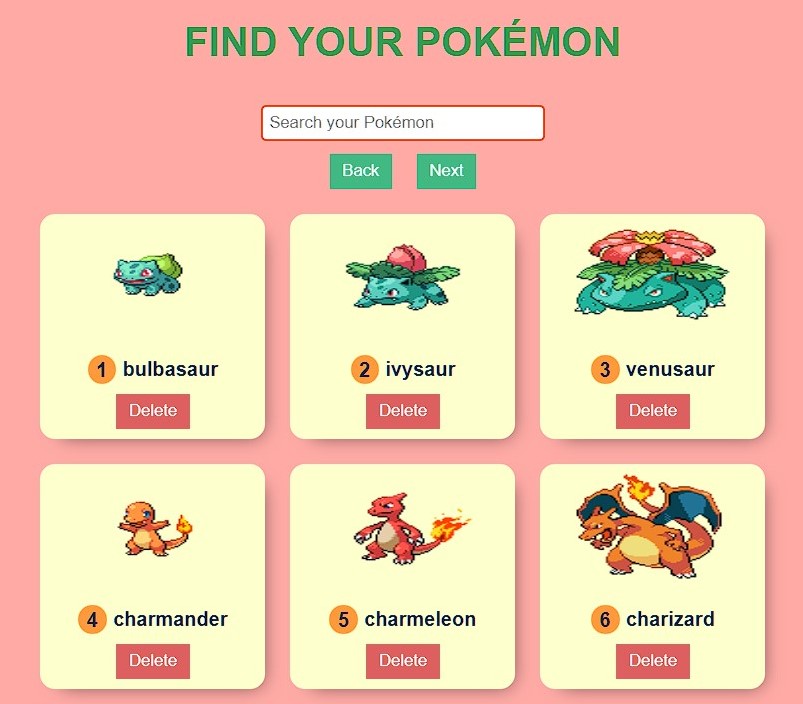 FIND YOUR POKÉMON
Search your Pokémon
Back Next
1 bulbasaur 2 ivysaur 3 venusaur
Delete Delete Delete
4 charmander 5 charmeleon 6 charizard
Delete Delete Delete